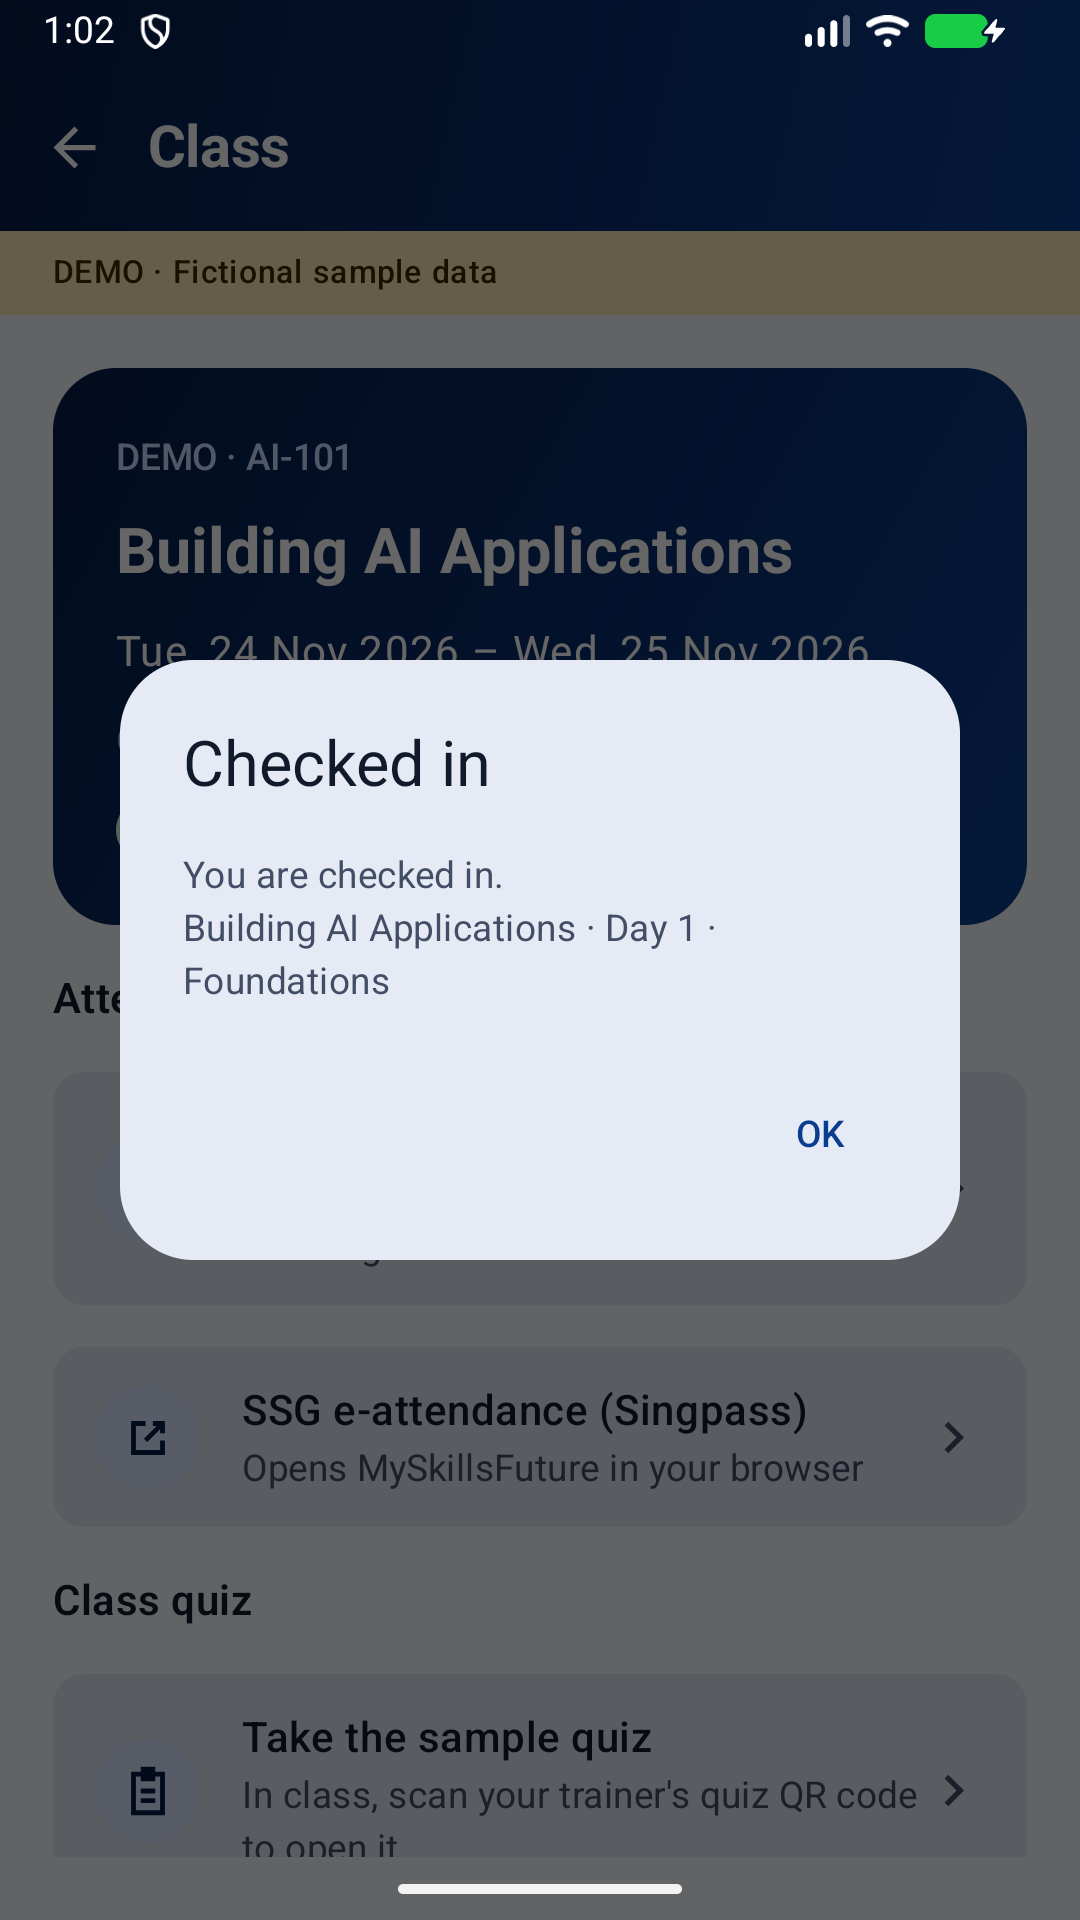 1:02
Class
DEMO · Fictional sample data
DEMO · AI-101
Building AI Applications
Tue, 24 Nov 2026 – Wed, 25 Nov 2026
Checked in
You are checked in.
Building AI Applications · Day 1 ·
Foundations
OK
SSG e-attendance (Singpass)
Opens MySkillsFuture in your browser
Class quiz
Take the sample quiz
In class, scan your trainer's quiz QR code
to open it